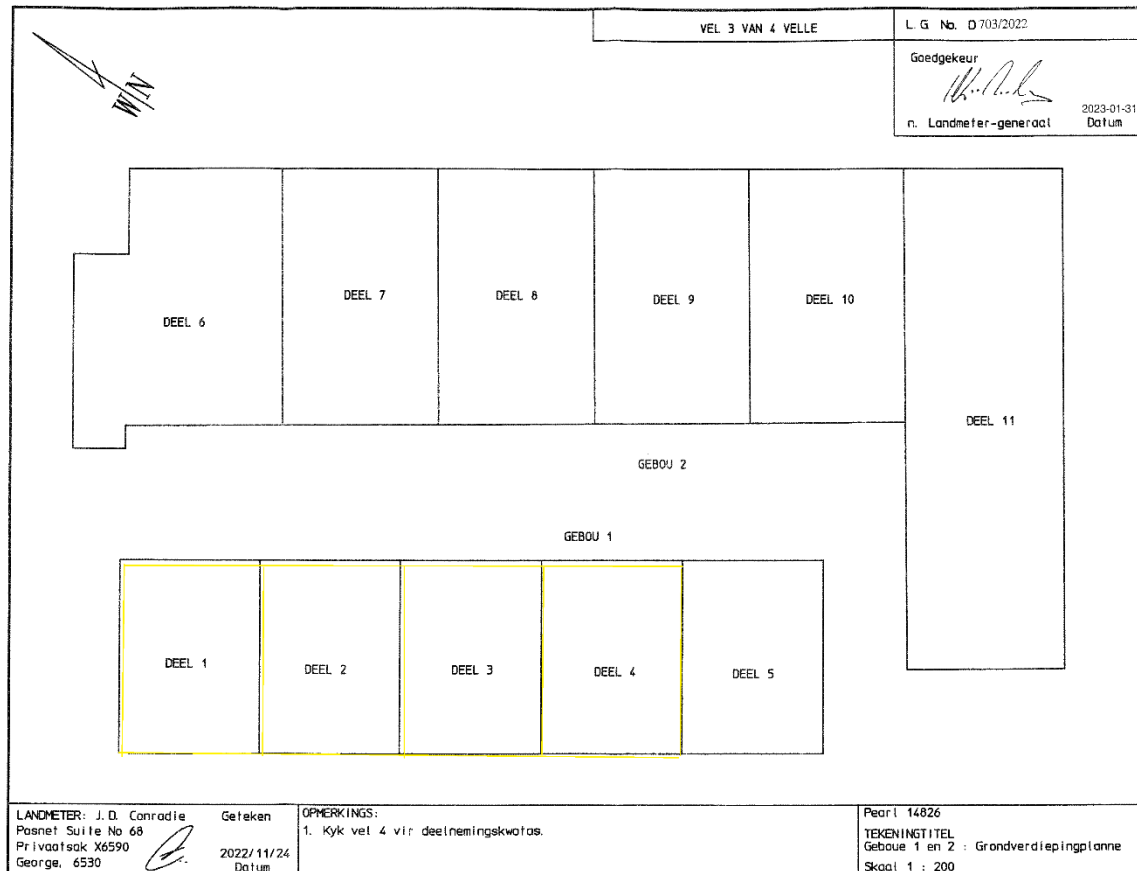 VEL 3 VAN 4 VELLE
L.G. No. D703/2022
Goedgekeur
2023-01-31
n. Landmeter-generaal Datum
W/N
DEEL 6
DEEL 7
DEEL 8
DEEL 9
DEEL 10
DEEL 11
GEBOU 2
GEBOU 1
DEEL 1
DEEL 2
DEEL 3
DEEL 4
DEEL 5
LANDMETER: J.D. Conradie Geteken
Posnet Suite No 68
Privaatsak X6590
George, 6530
2022/11/24
Datum
OPMERKINGS:
1. Kyk vel 4 vir deelnemingskwotas.
Pearl 14826
TEKENINGTITEL
Geboue 1 en 2 : Grondverdiepingplanne
Skaal 1 : 200